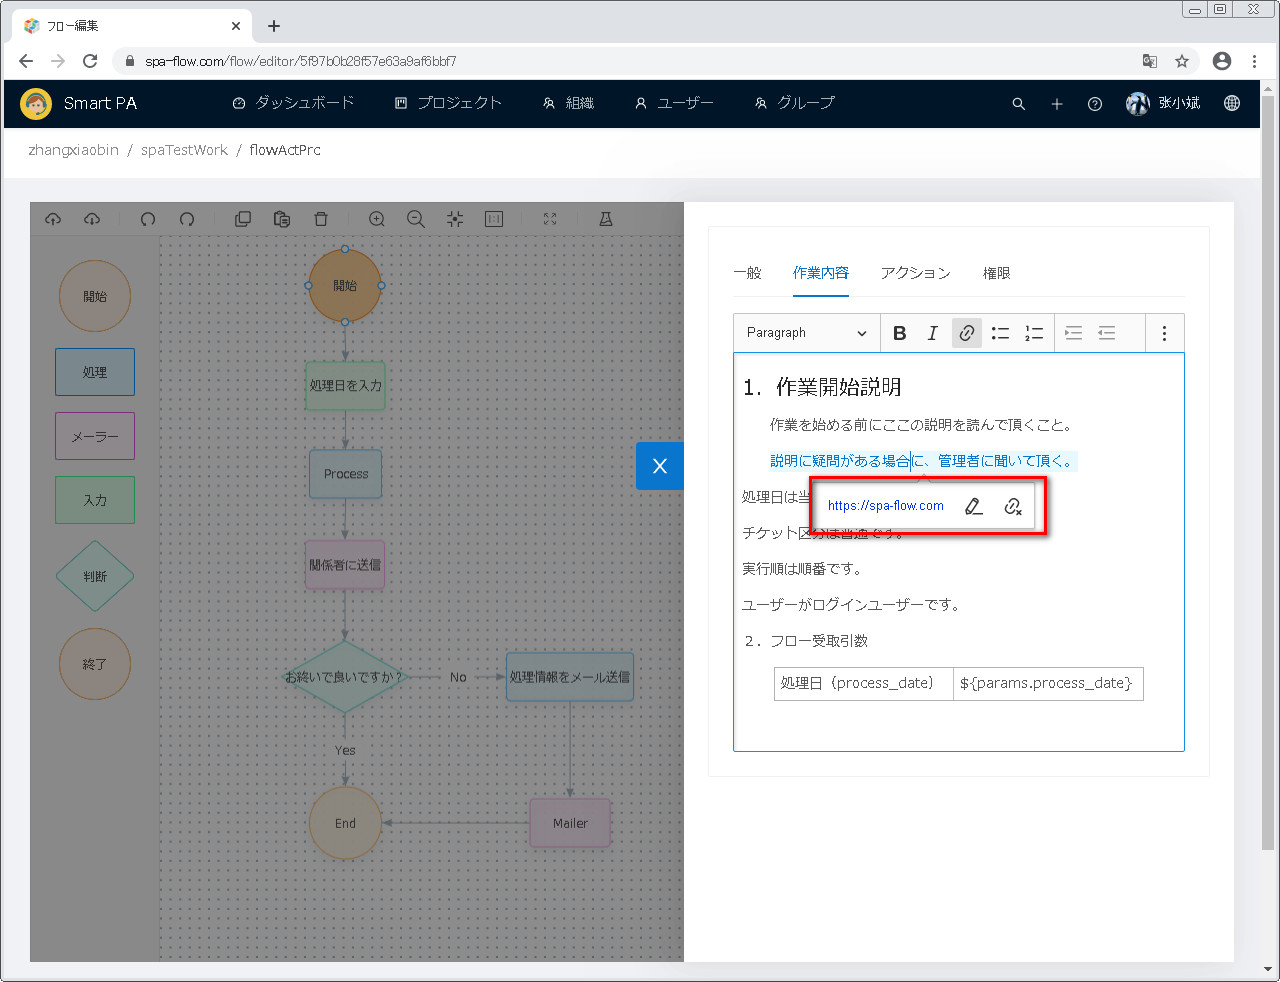 フロー編集
spa-flow.com/flow/editor/5f97b0b28f57e63a9af6bbf7
Smart PA
ダッシュボード
プロジェクト
組織
ユーザー
グループ
张小斌
zhangxiaobin / spaTestWork / flowActPrc
1:1
開始
処理
メーラー
入力
判断
終了
開始
処理日を入力
Process
関係者に送信
お終いで良いですか？
No
処理情報をメール送信
Yes
End
Mailer
一般
作業内容
アクション
権限
Paragraph
B
I
1. 作業開始説明
作業を始める前にここの説明を読んで頂くこと。
説明に疑問がある場合に、管理者に聞いて頂く。
処理日は当
https://spa-flow.com
チケット区分は普通です。
実行順は順番です。
ユーザーがログインユーザーです。
2. フロー受取引数
処理日（process_date） ${params.process_date}